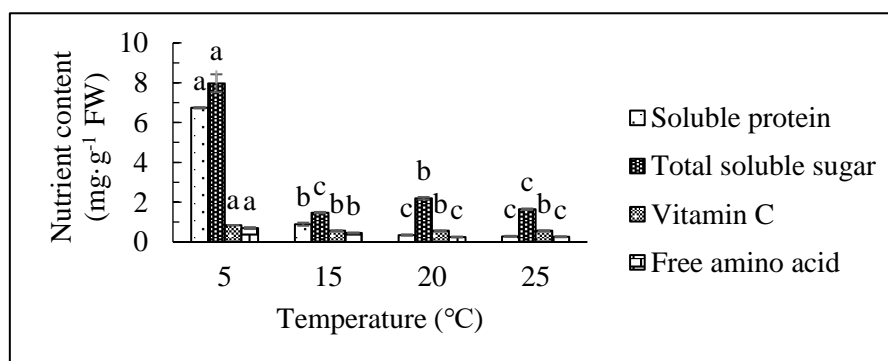 Nutrient content
(mg·g⁻¹ FW)
10
8
6
4
2
0
a a a a
b c b b
c b b c
c c b c
5 15 20 25
Temperature (°C)
Soluble protein
Total soluble sugar
Vitamin C
Free amino acid